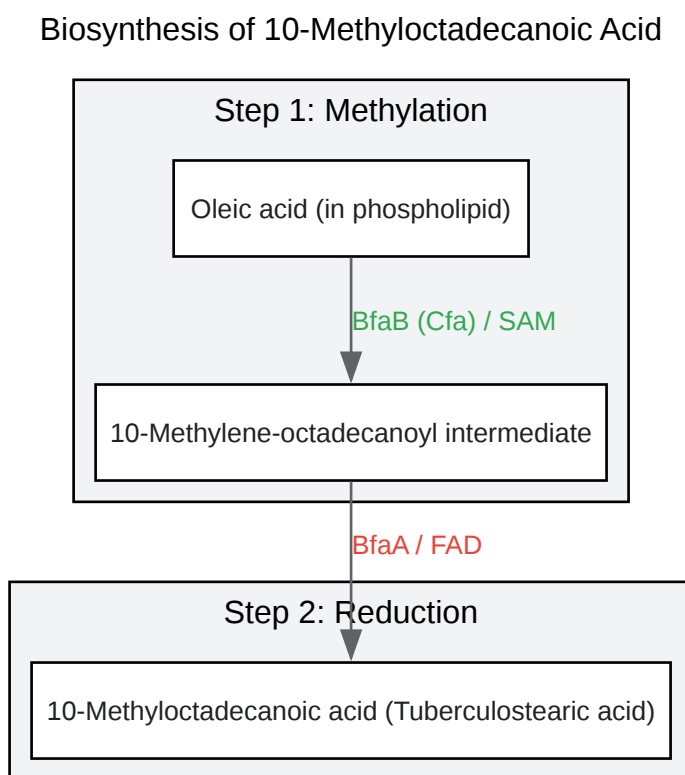 Biosynthesis of 10-Methyloctadecanoic Acid
Step 1: Methylation
Oleic acid (in phospholipid)
BfaB (Cfa) / SAM
10-Methylene-octadecanoyl intermediate
BfaA / FAD
Step 2: Reduction
10-Methyloctadecanoic acid (Tuberculostearic acid)